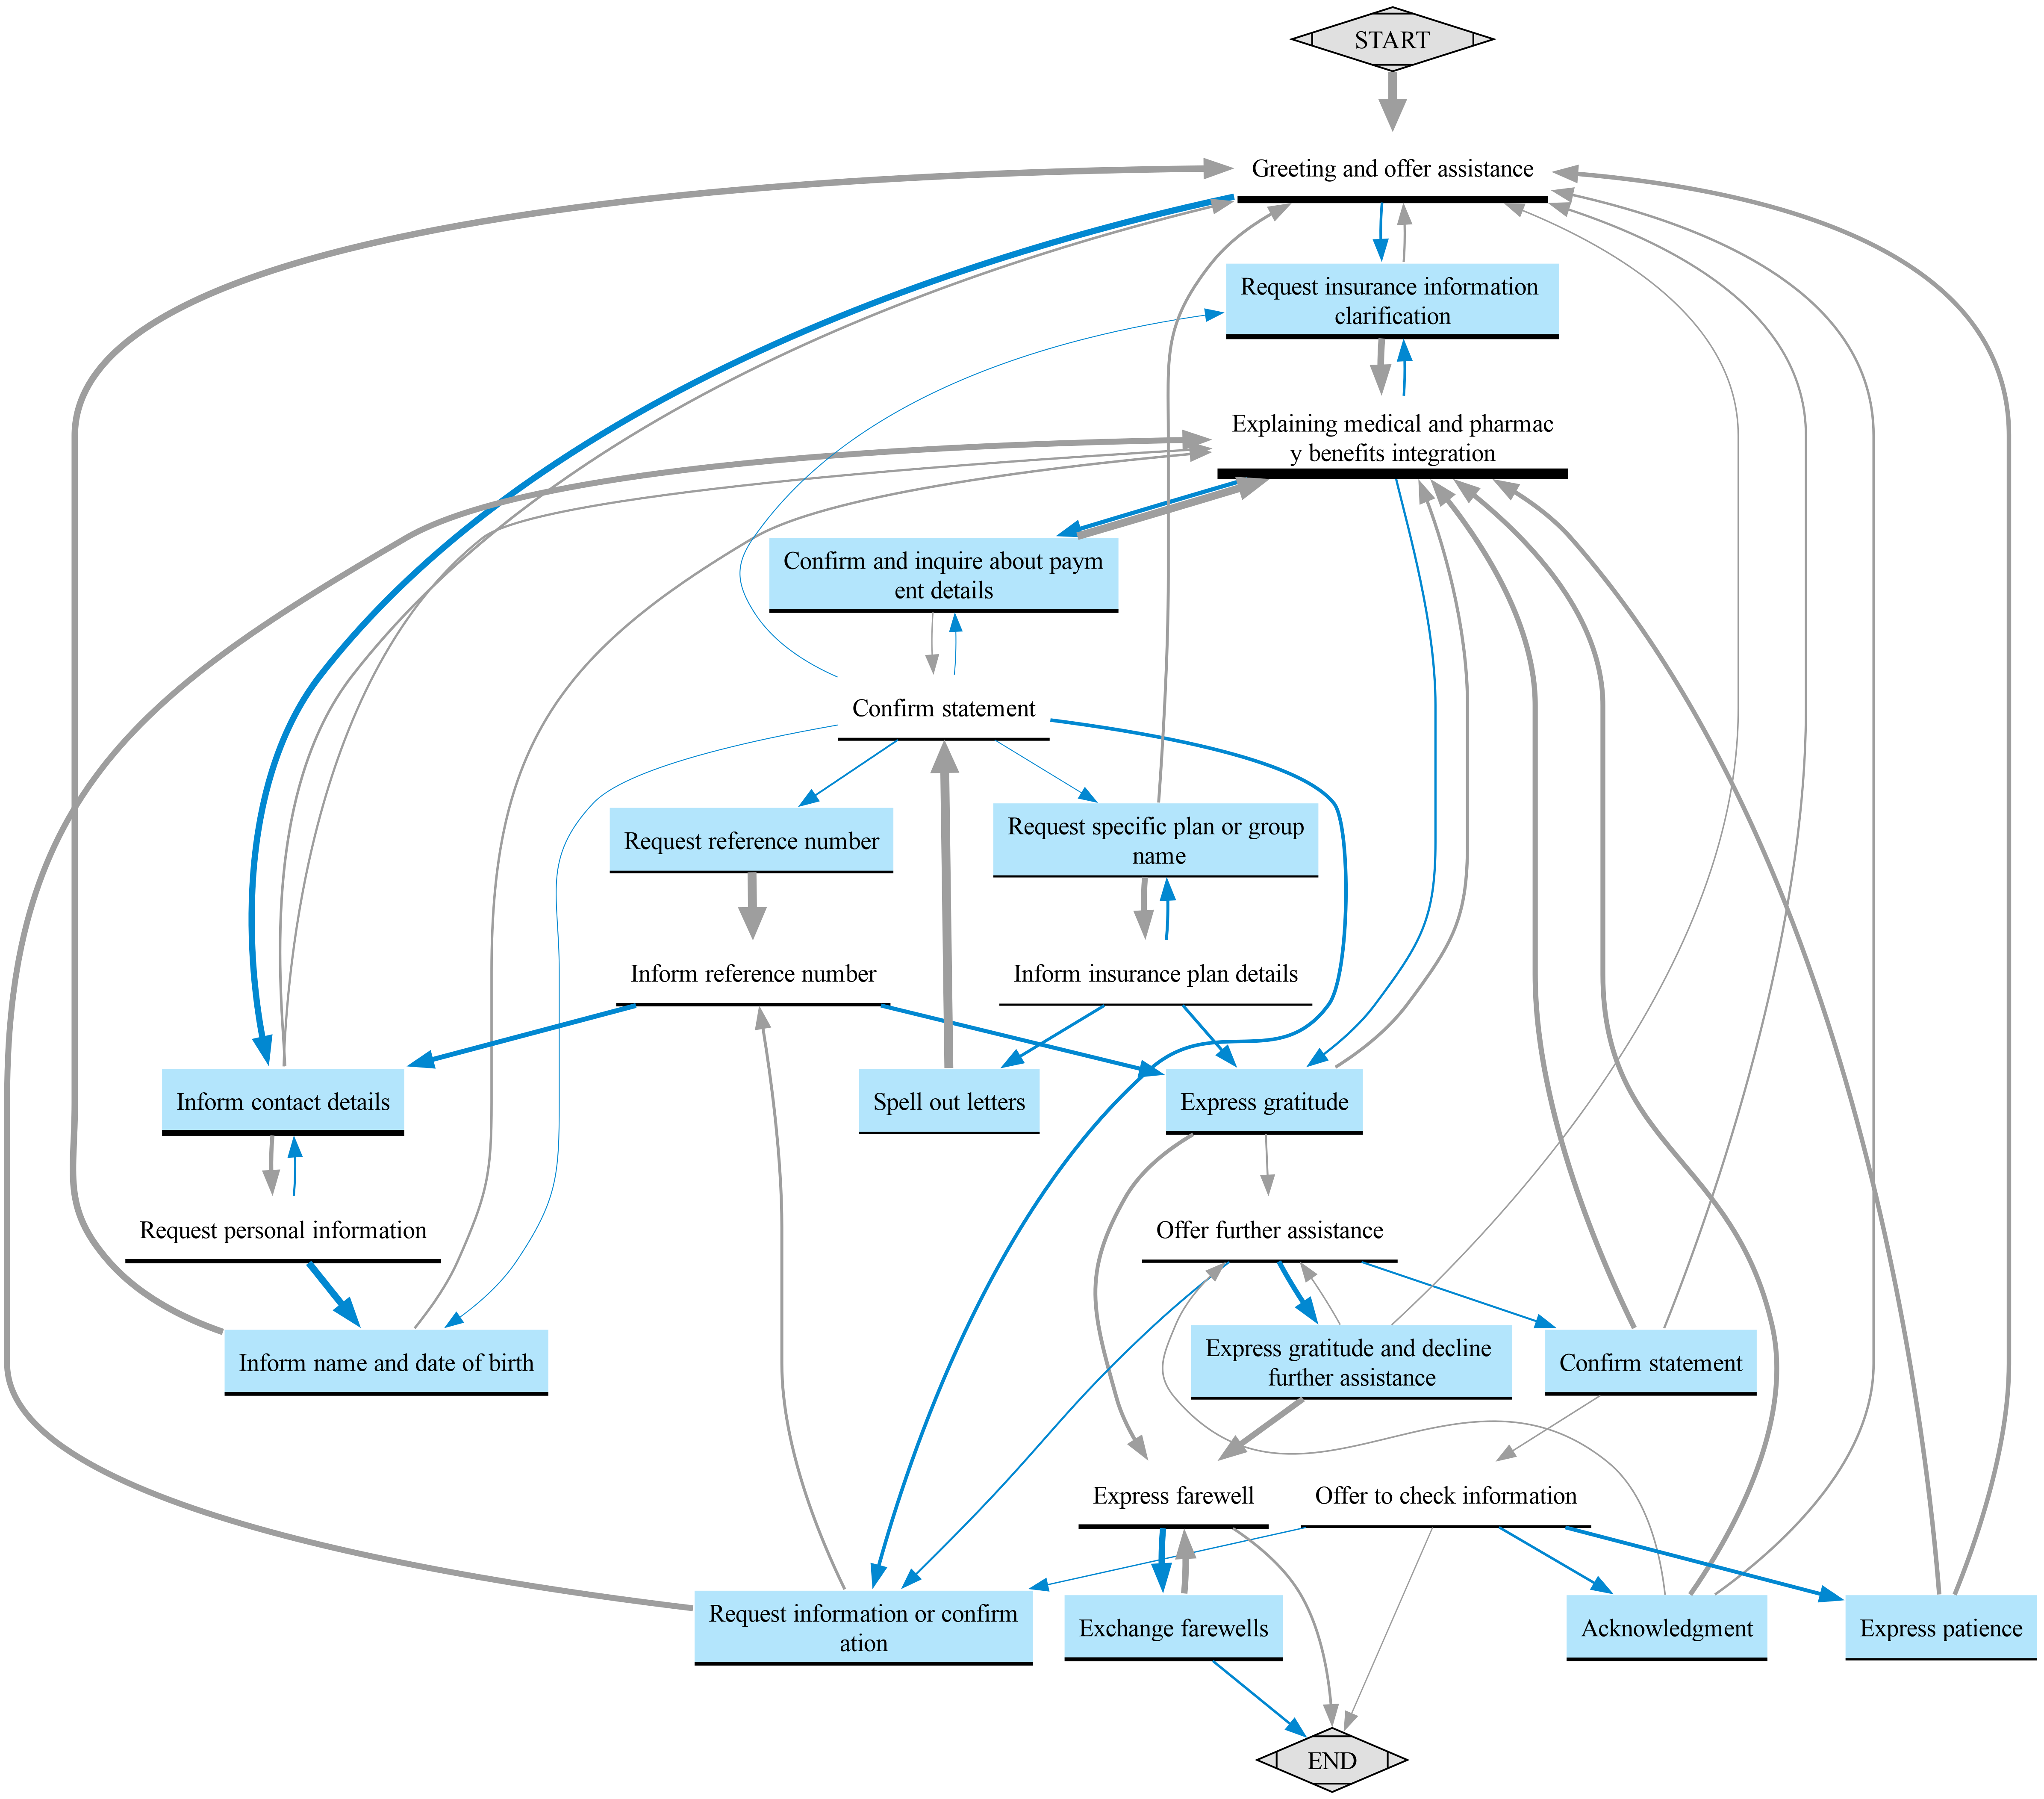 START
Greeting and offer assistance
Request insurance information
clarification
Explaining medical and pharmac
y benefits integration
Confirm and inquire about paym
ent details
Confirm statement
Request reference number
Request specific plan or group
name
Inform reference number
Inform insurance plan details
Inform contact details
Spell out letters
Express gratitude
Request personal information
Offer further assistance
Inform name and date of birth
Express gratitude and decline
further assistance
Confirm statement
Express farewell
Offer to check information
Request information or confirm
ation
Exchange farewells
Acknowledgment
Express patience
END